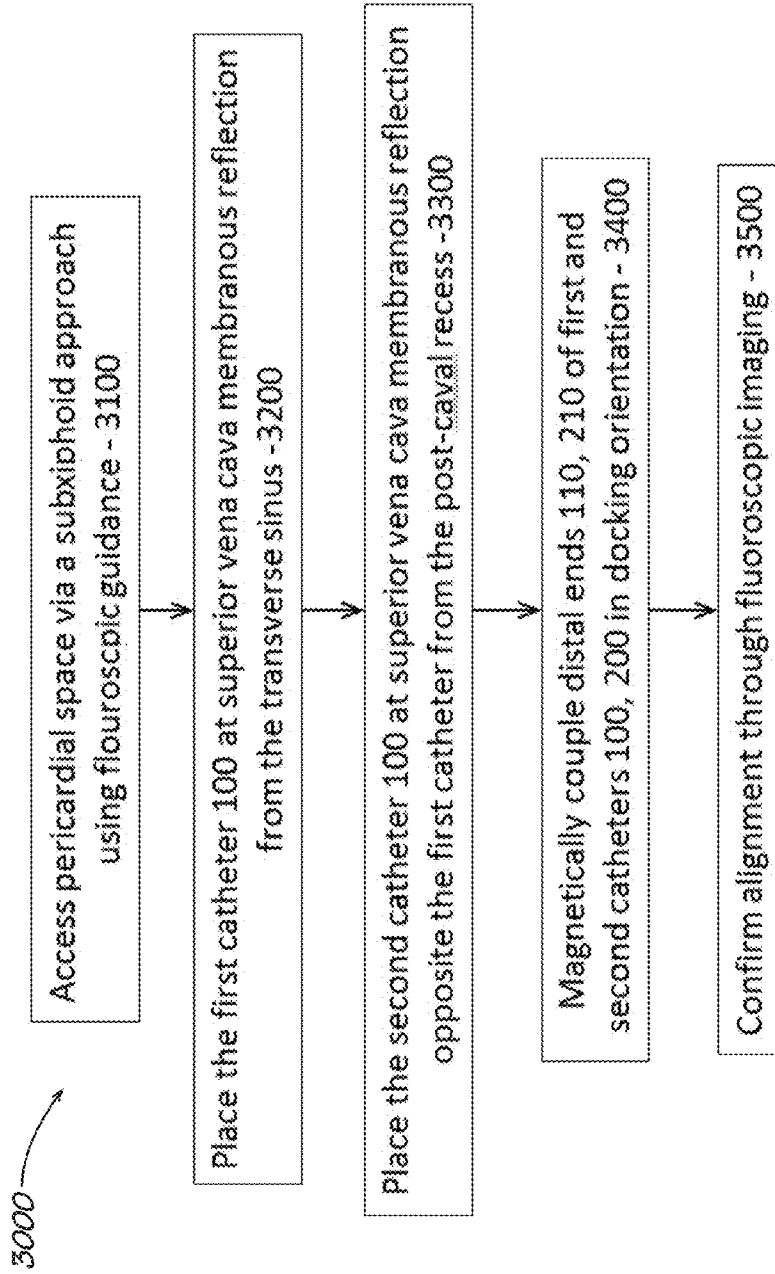 3000
Access pericardial space via a subxiphoid approach
using flouroscopic guidance - 3100
Place the first catheter 100 at superior vena cava membranous reflection
from the transverse sinus -3200
Place the second catheter 100 at superior vena cava membranous reflection
opposite the first catheter from the post-caval recess -3300
Magnetically couple distal ends 110, 210 of first and
second catheters 100, 200 in docking orientation - 3400
Confirm alignment through fluoroscopic imaging - 3500